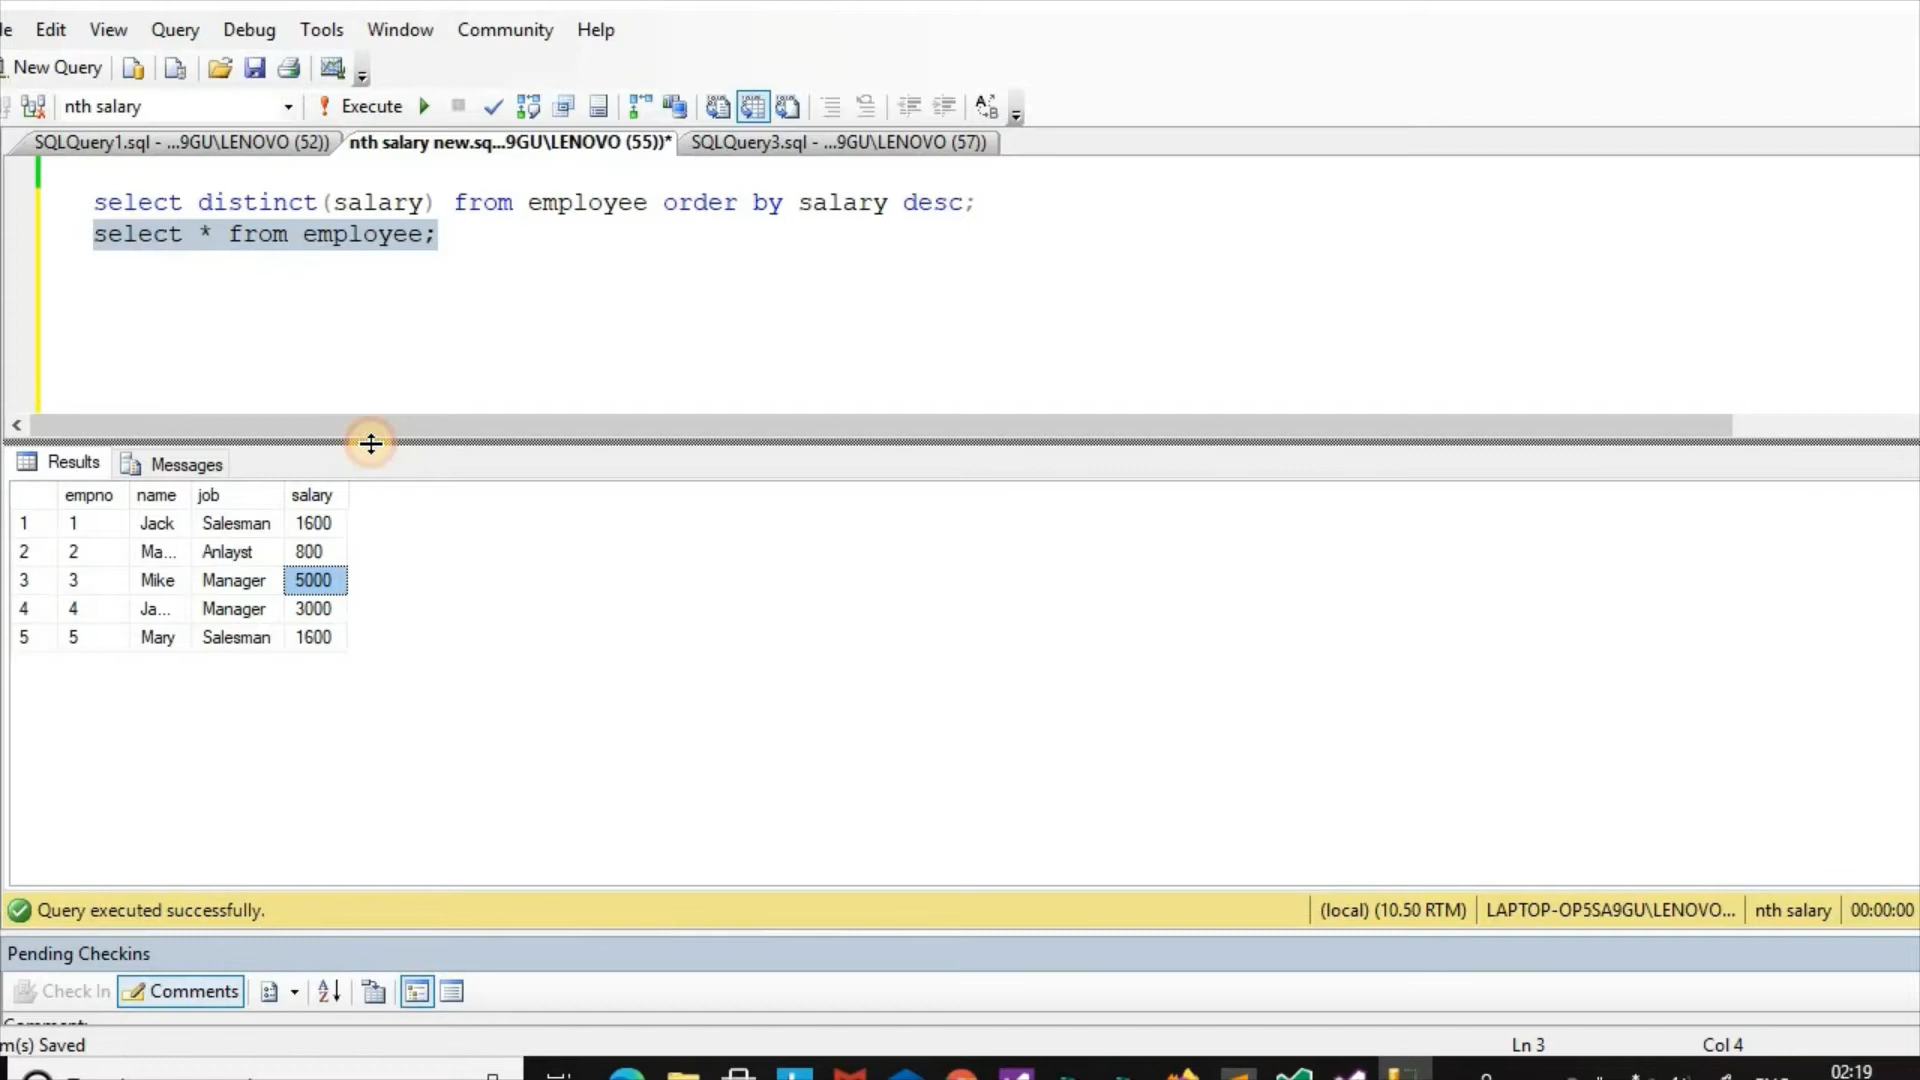 le Edit View Query Debug Tools Window Community Help
New Query
nth salary Execute
SQLQuery1.sql - ...9GU\LENOVO (52)) nth salary new.sq...9GU\LENOVO (55))* SQLQuery3.sql - ...9GU\LENOVO (57))
select distinct(salary) from employee order by salary desc;
select * from employee;
Results Messages
empno name job salary
1 1 Jack Salesman 1600
2 2 Ma... Anlayst 800
3 3 Mike Manager 5000
4 4 Ja... Manager 3000
5 5 Mary Salesman 1600
Query executed successfully. (local) (10.50 RTM) LAPTOP-OP5SA9GU\LENOVO... nth salary 00:00:00
Pending Checkins
Check In Comments
m(s) Saved Ln 3 Col 4
02:19